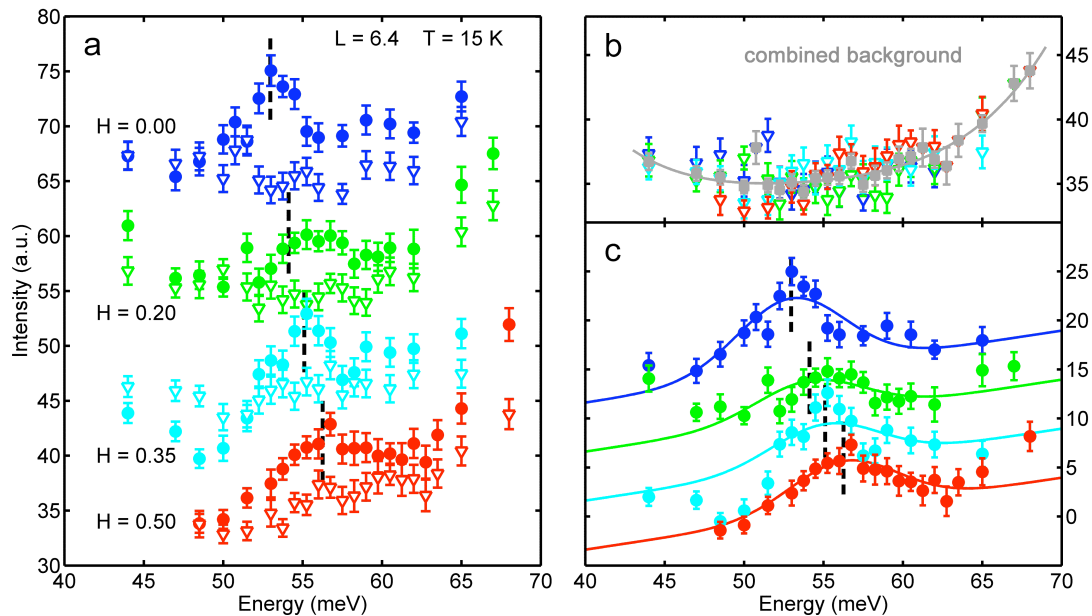 a
L = 6.4 T = 15 K
H = 0.00
H = 0.20
H = 0.35
H = 0.50
Intensity (a.u.)
80
75
70
65
60
55
50
45
40
35
30
40 45 50 55 60 65 70
Energy (meV)
b
combined background
45
40
35
c
25
20
15
10
5
0
40 45 50 55 60 65 70
Energy (meV)